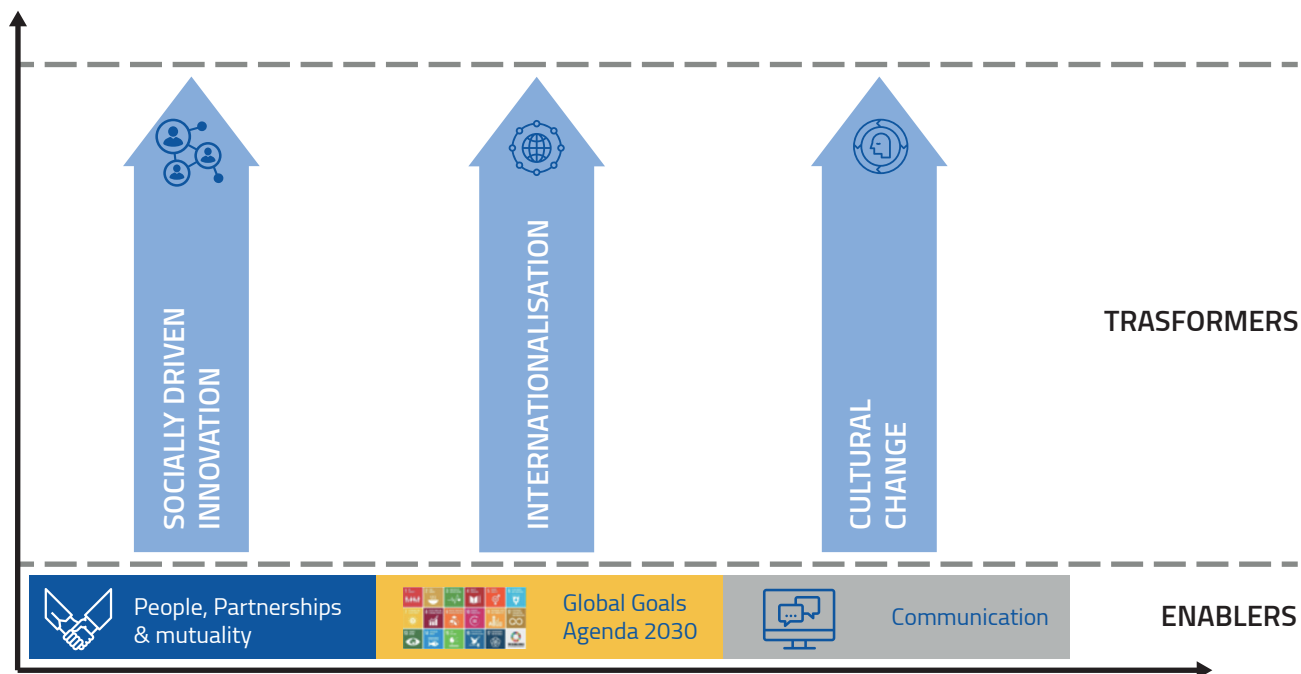 SOCIALLY DRIVEN
INNOVATION
INTERNATIONALISATION
CULTURAL
CHANGE
TRASFORMERS
People, Partnerships
& mutuality
Global Goals
Agenda 2030
Communication
ENABLERS